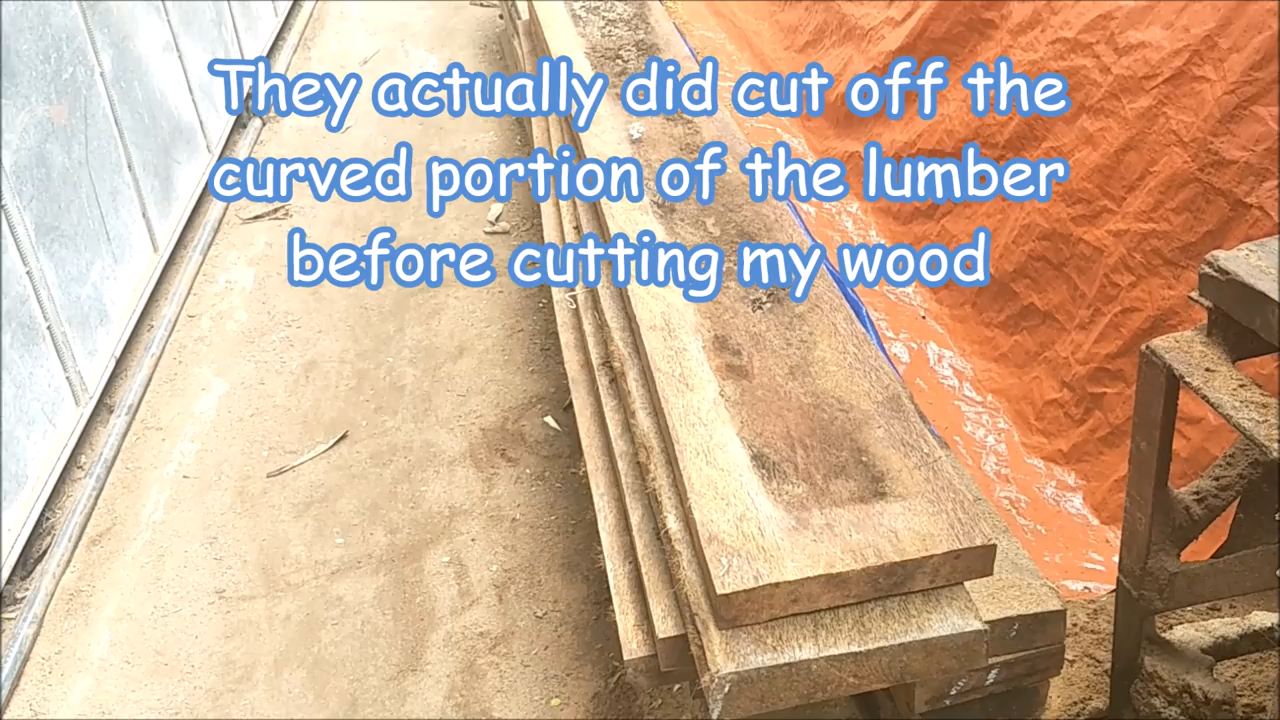 They actually did cut off the
curved portion of the lumber
before cutting my wood